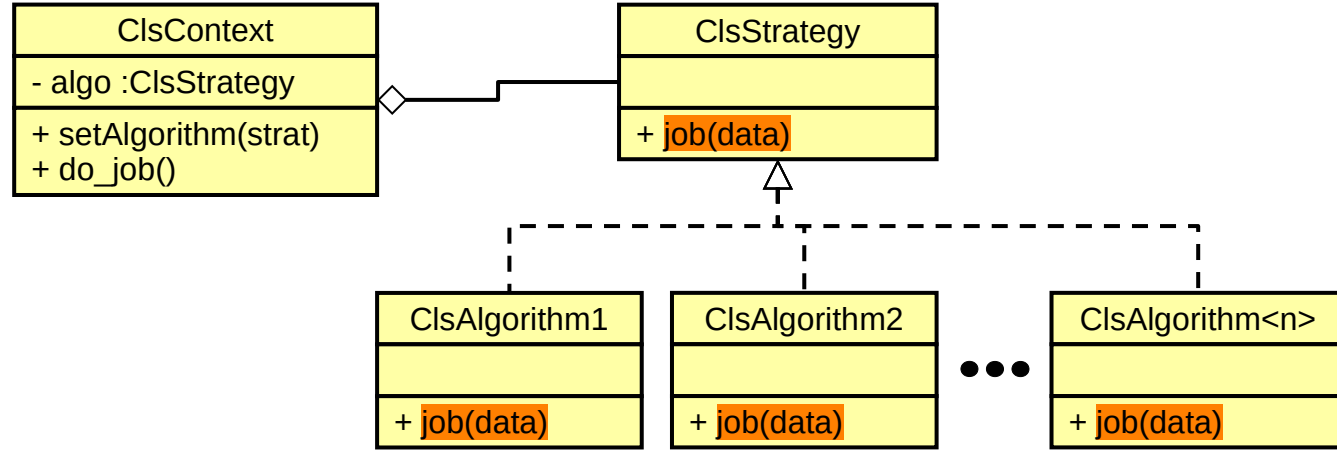 ClsContext
- algo :ClsStrategy
+ setAlgorithm(strat)
+ do_job()
ClsStrategy
+ job(data)
ClsAlgorithm1
+ job(data)
ClsAlgorithm2
+ job(data)
ClsAlgorithm<n>
+ job(data)